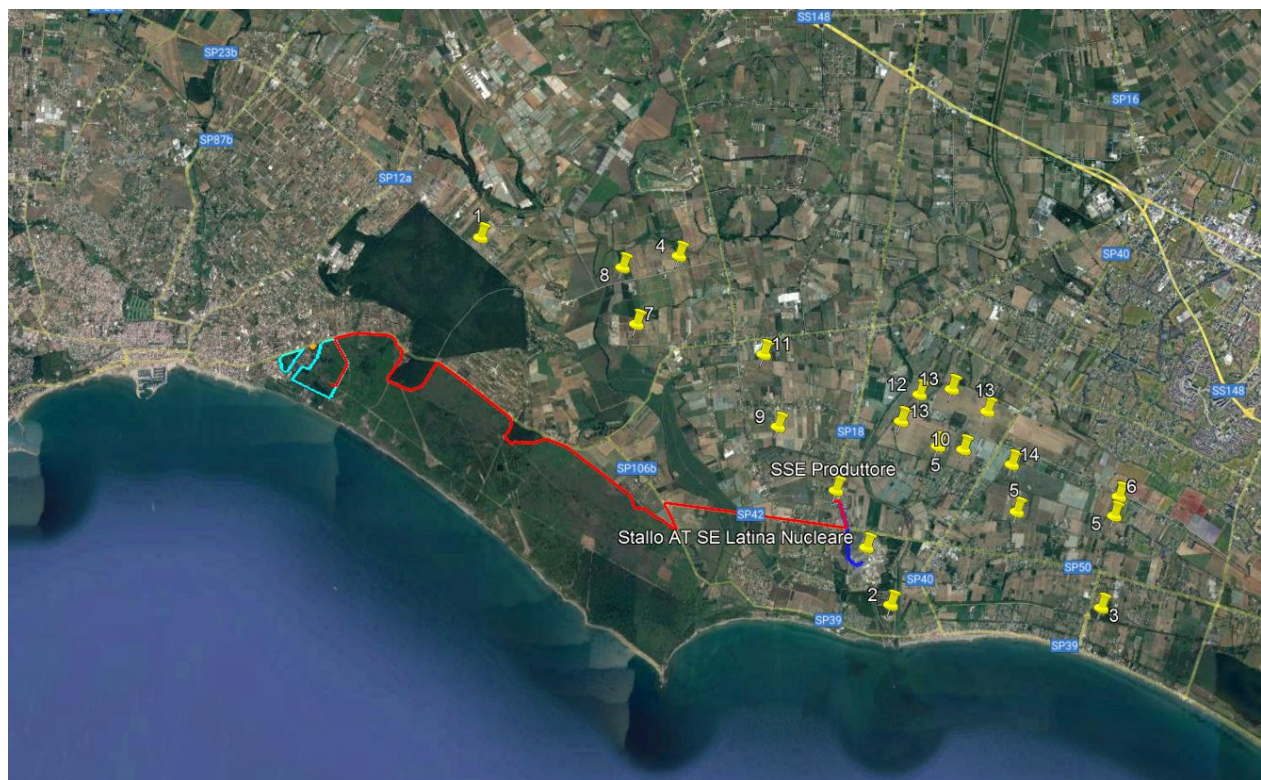 SS148
SP23b
SP16
SP87b
SP12a
1
4
8
SP40
7
11
SS148
12
13
13
13
9
SP18
10
5
14
SP106b
SSE Produttore
6
5
5
SP42
Stallo AT SE Latina Nucleare
SP50
SP40
2
3
SP39
SP39